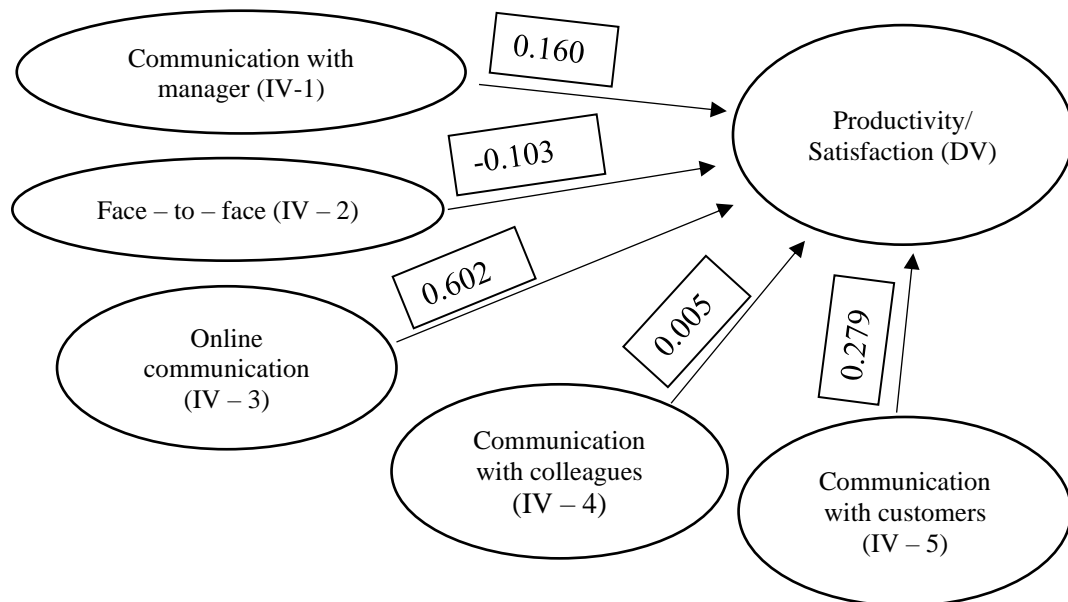 Communication with
manager (IV-1)
0.160
Productivity/
Satisfaction (DV)
-0.103
Face – to – face (IV – 2)
0.602
Online
communication
(IV – 3)
0.005
0.279
Communication
with colleagues
(IV – 4)
Communication
with customers
(IV – 5)